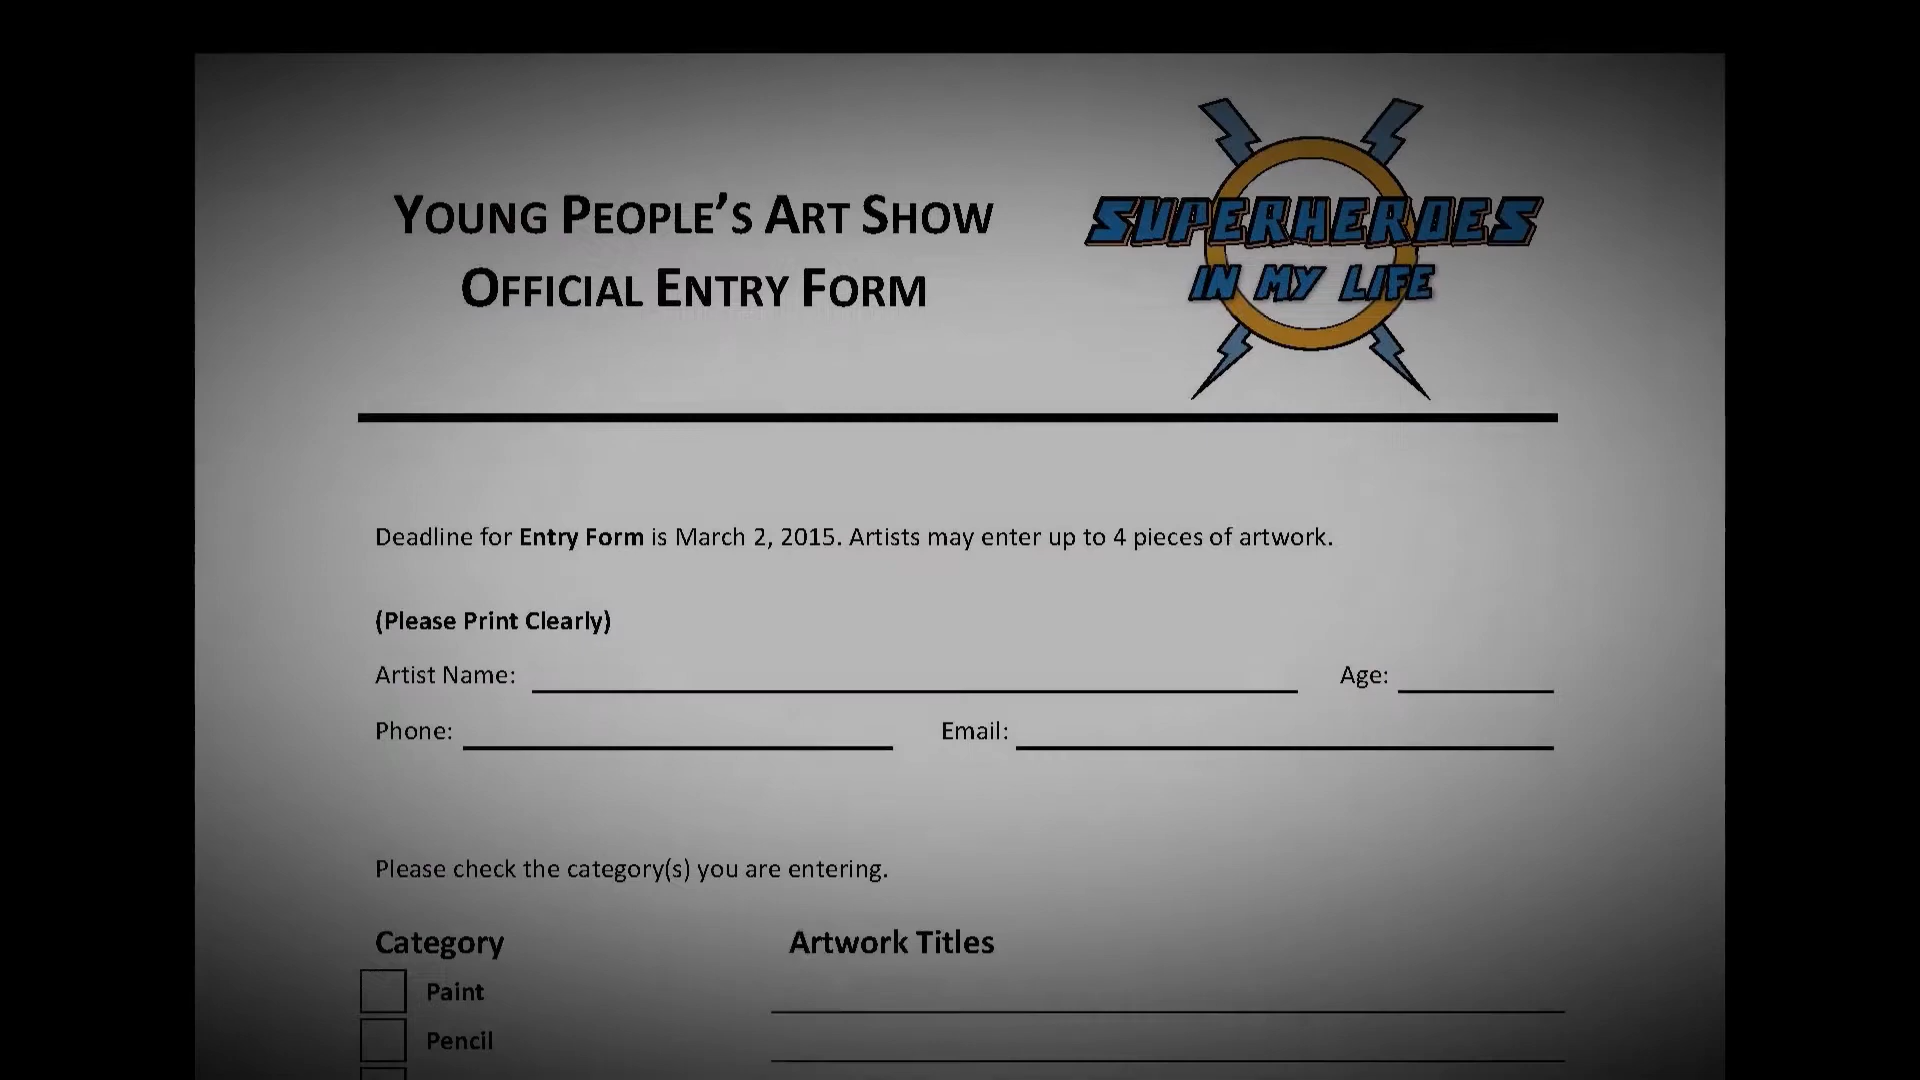 YOUNG PEOPLE'S ART SHOW
OFFICIAL ENTRY FORM
SUPERHEROES
IN MY LIFE
Deadline for Entry Form is March 2, 2015. Artists may enter up to 4 pieces of artwork.
(Please Print Clearly)
Artist Name: Age:
Phone: Email:
Please check the category(s) you are entering.
Category Artwork Titles
Paint
Pencil